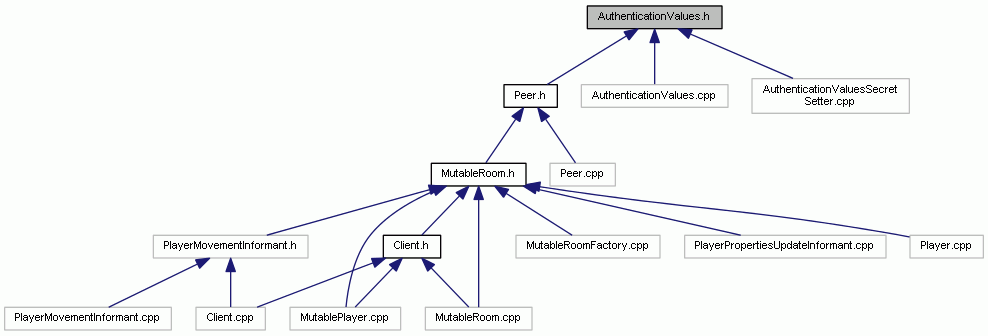 AuthenticationValues.h
Peer.h
AuthenticationValues.cpp
AuthenticationValuesSecret
Setter.cpp
MutableRoom.h
Peer.cpp
PlayerMovementInformant.h
Client.h
MutableRoomFactory.cpp
PlayerPropertiesUpdateInformant.cpp
Player.cpp
PlayerMovementInformant.cpp
Client.cpp
MutablePlayer.cpp
MutableRoom.cpp